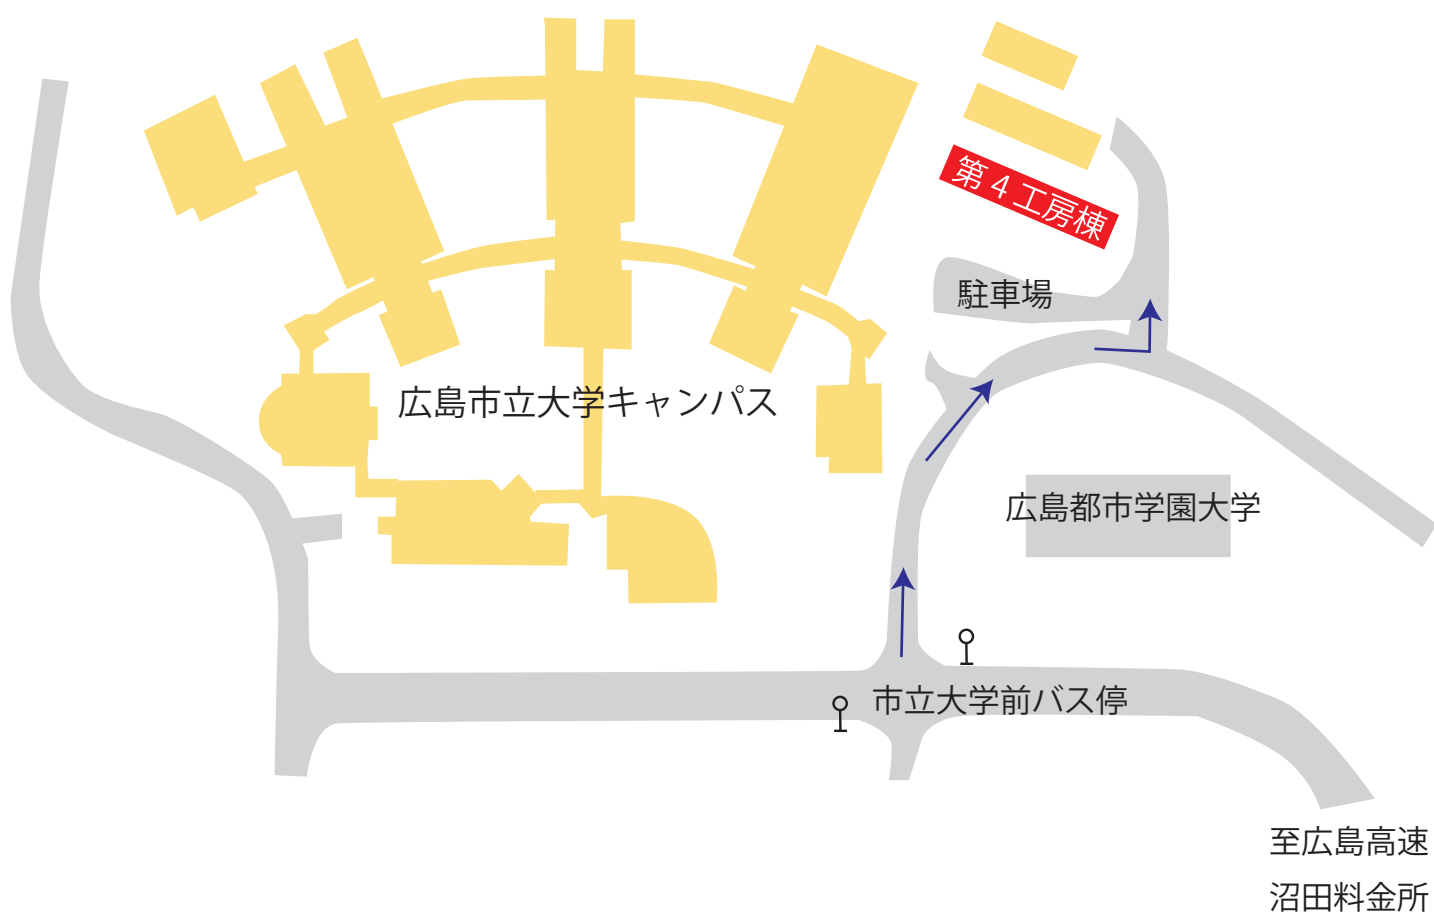 第4工房棟
駐車場
広島市立大学キャンパス
広島都市学園大学
市立大学前バス停
至広島高速
沼田料金所